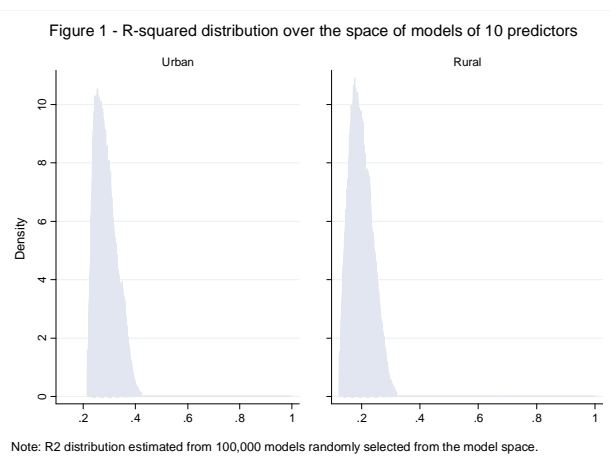 Figure 1 - R-squared distribution over the space of models of 10 predictors
Urban
Rural
Density
10
8
6
4
2
0
.2 .4 .6 .8 1
.2 .4 .6 .8 1
Note: R2 distribution estimated from 100,000 models randomly selected from the model space.